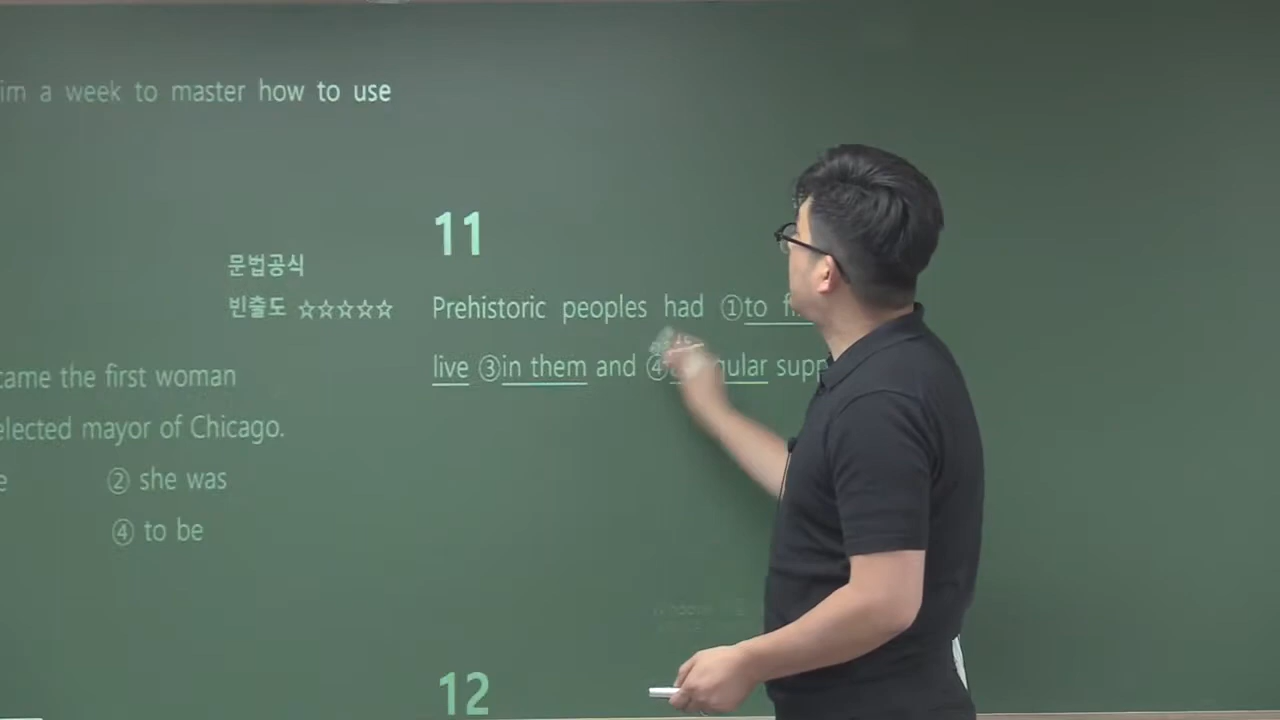 im a week to master how to use
문법공식
빈출도 ☆☆☆☆☆
came the first woman
elected mayor of Chicago.
e ② she was
④ to be
11
Prehistoric peoples had ①to
live ③in them and ④ supp
12